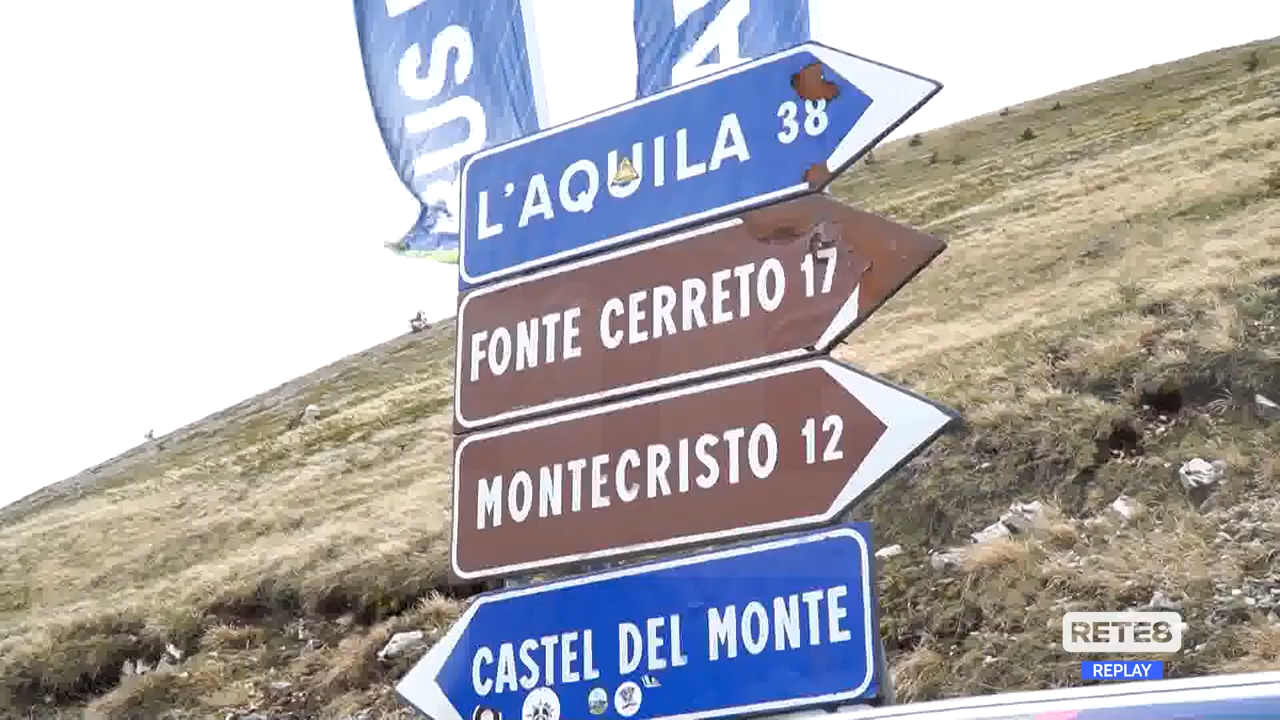 L'AQUILA 38
FONTE CERRETO 17
MONTECRISTO 12
CASTEL DEL MONTE
RETE8
REPLAY